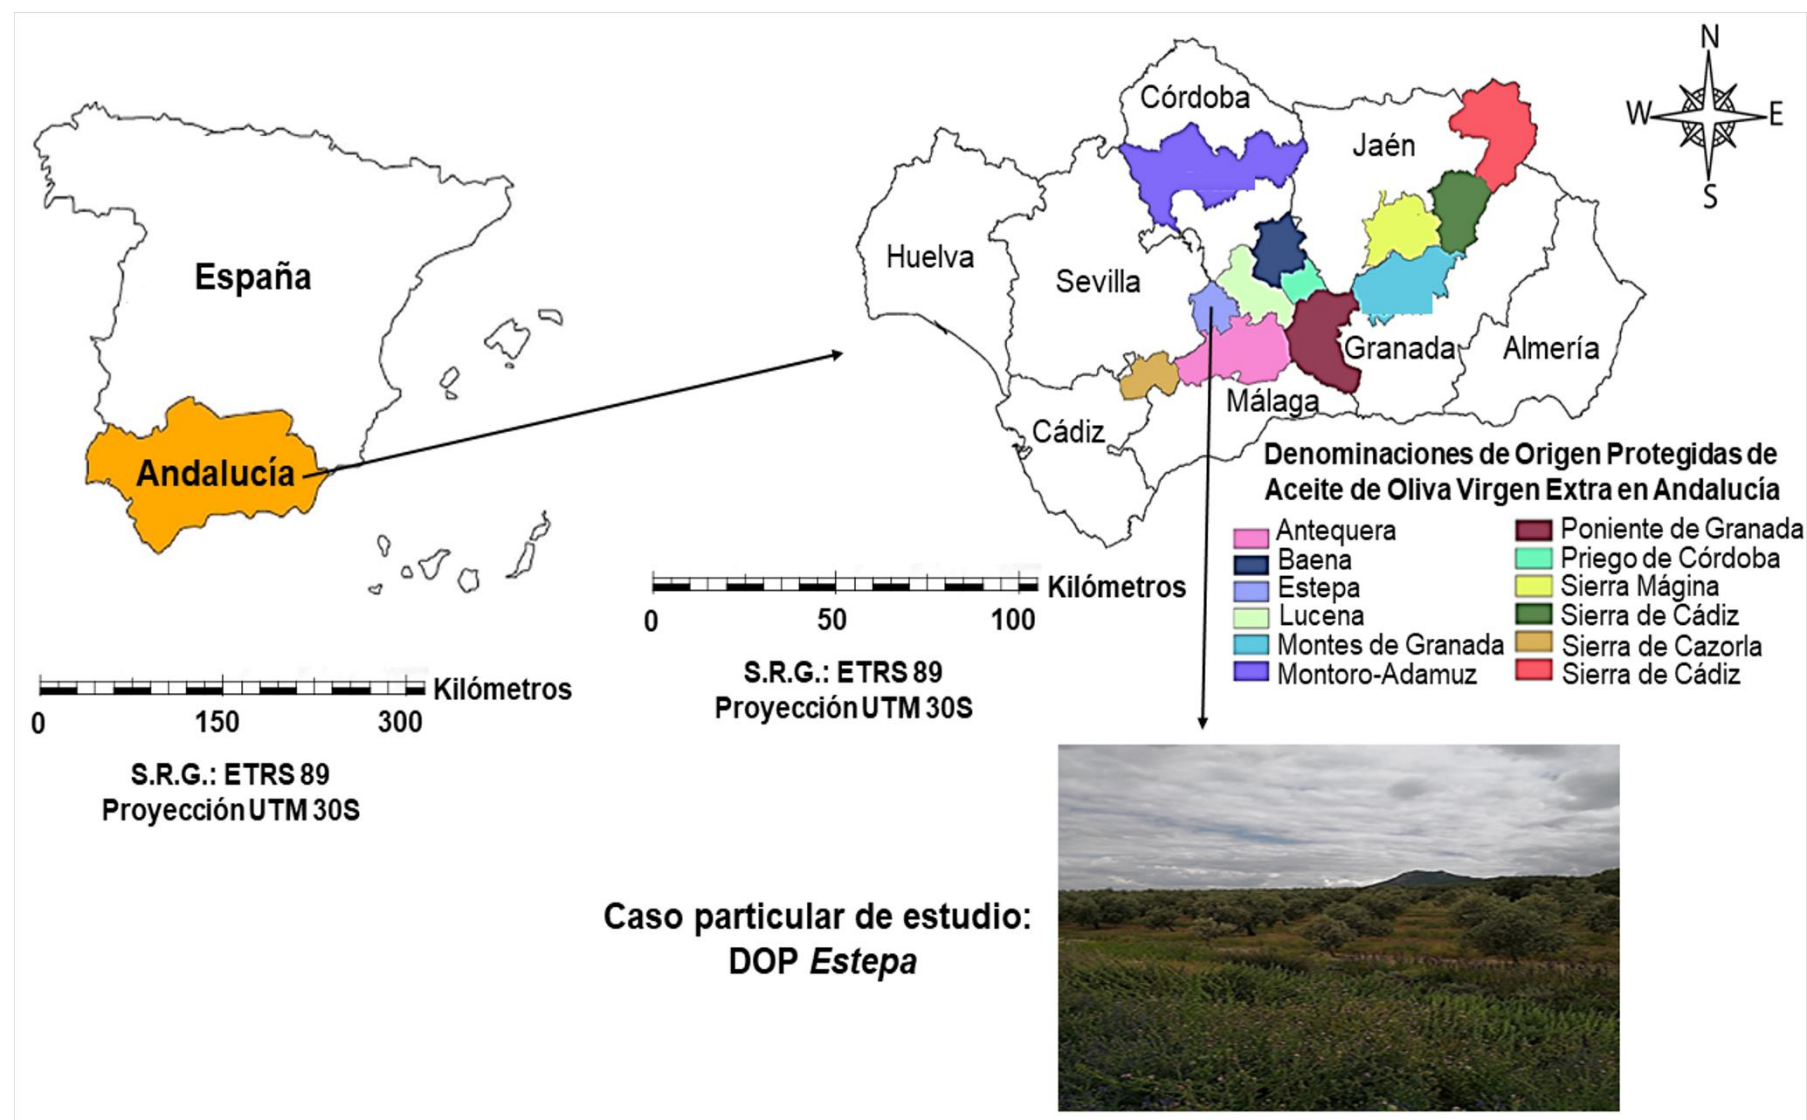 España
Andalucía
0 150 300 Kilómetros
S.R.G.: ETRS 89
Proyección UTM 30S
Córdoba
Jaén
Huelva
Sevilla
Granada
Almería
Málaga
Cádiz
N
W E
S
0 50 100 Kilómetros
S.R.G.: ETRS 89
Proyección UTM 30S
Denominaciones de Origen Protegidas de
Aceite de Oliva Virgen Extra en Andalucía
Antequera
Baena
Estepa
Lucena
Montes de Granada
Montoro-Adamuz
Poniente de Granada
Priego de Córdoba
Sierra Mágina
Sierra de Cádiz
Sierra de Cazorla
Sierra de Cádiz
Caso particular de estudio:
DOP Estepa